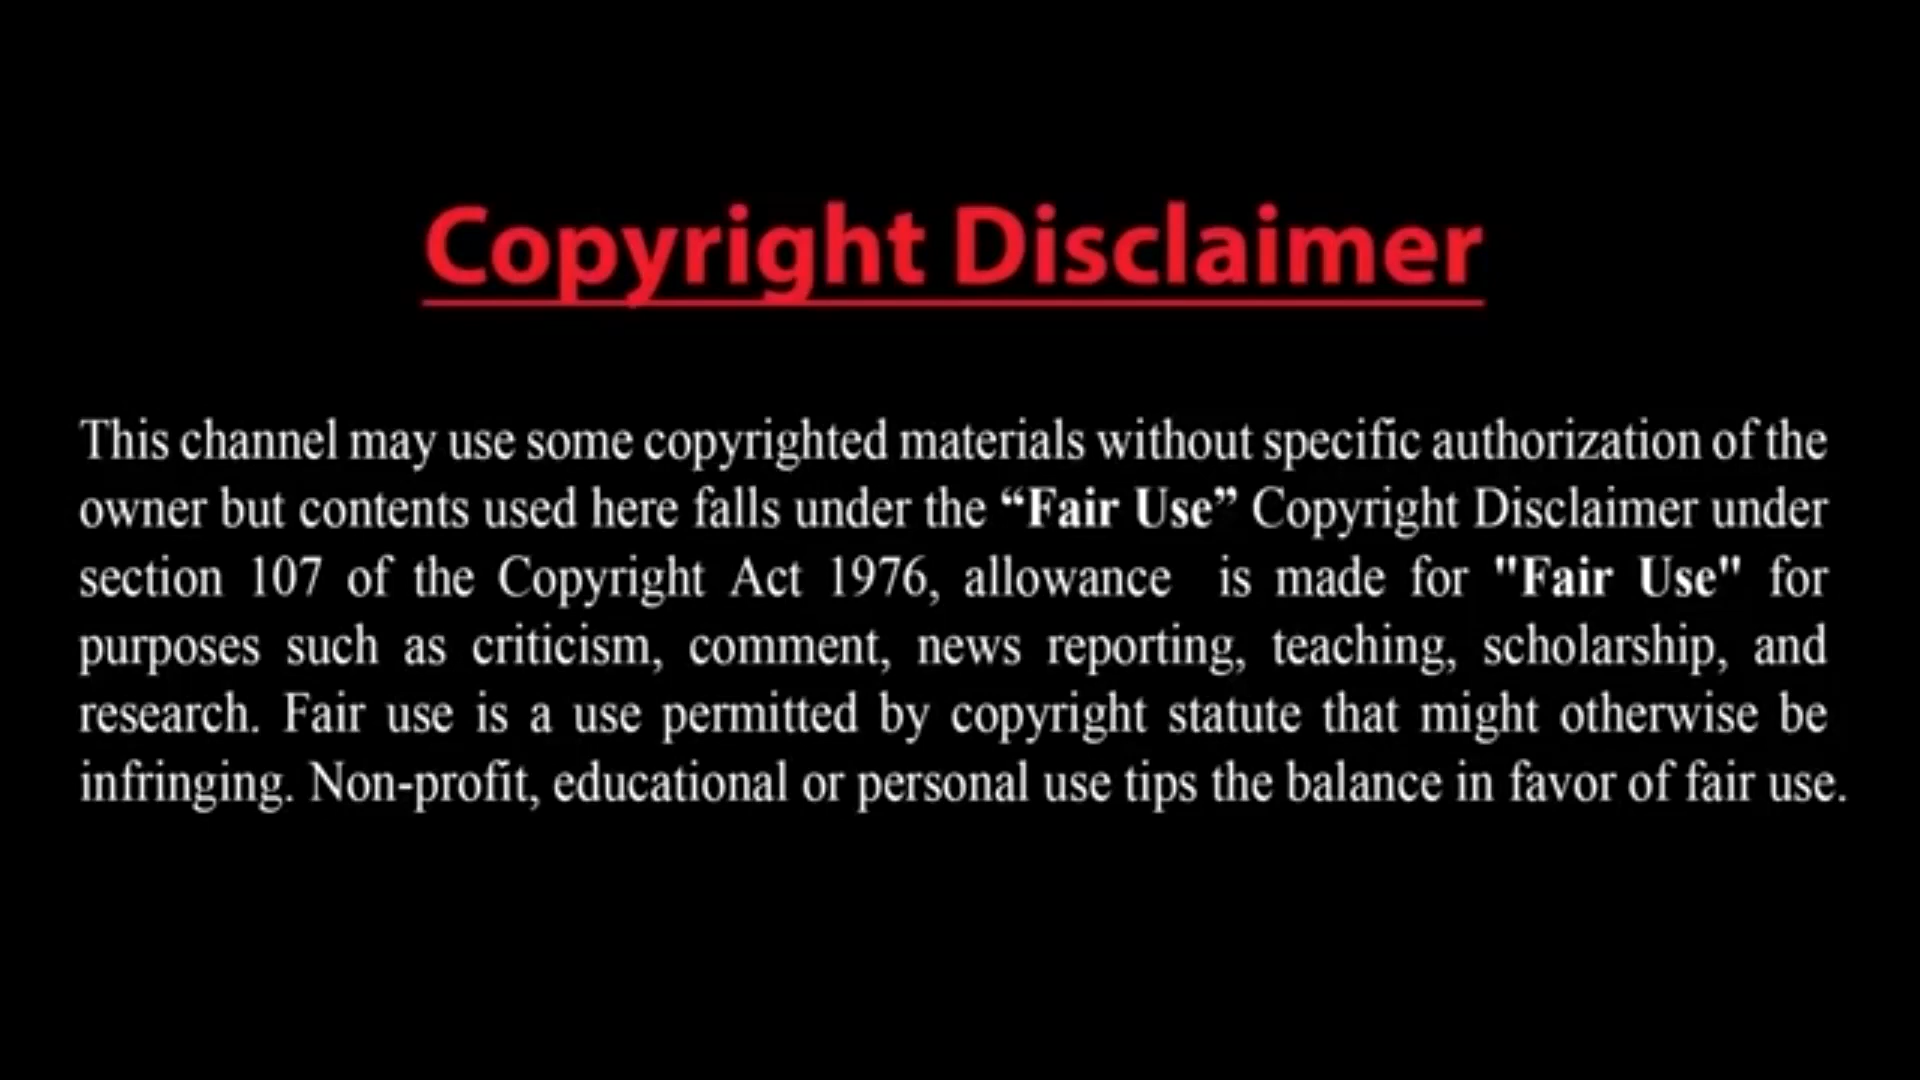 Copyright Disclaimer
This channel may use some copyrighted materials without specific authorization of the
owner but contents used here falls under the “Fair Use” Copyright Disclaimer under
section 107 of the Copyright Act 1976, allowance is made for "Fair Use" for
purposes such as criticism, comment, news reporting, teaching, scholarship, and
research. Fair use is a use permitted by copyright statute that might otherwise be
infringing. Non-profit, educational or personal use tips the balance in favor of fair use.